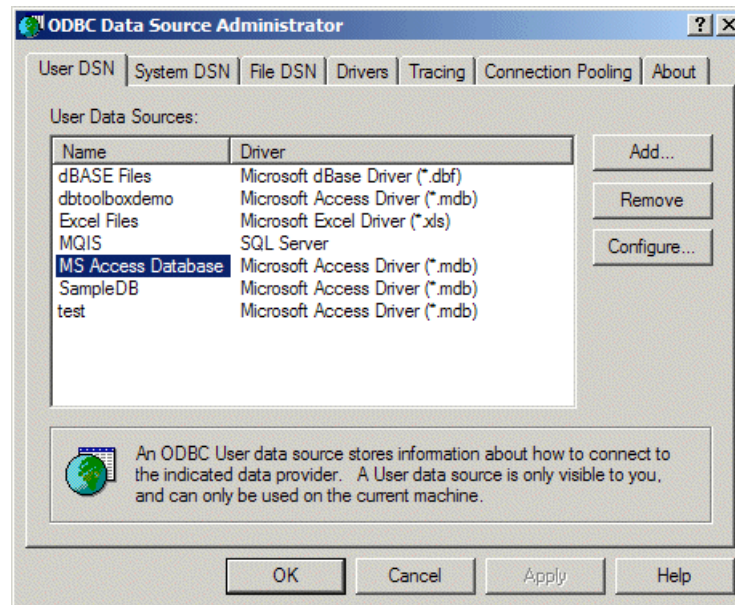 ODBC Data Source Administrator
User DSN System DSN File DSN Drivers Tracing Connection Pooling About
User Data Sources:
Name Driver Add...
dBASE Files Microsoft dBase Driver (*.dbf)
dbtoolboxdemo Microsoft Access Driver (*.mdb) Remove
Excel Files Microsoft Excel Driver (*.xls)
MQIS SQL Server Configure...
MS Access Database Microsoft Access Driver (*.mdb)
SampleDB Microsoft Access Driver (*.mdb)
test Microsoft Access Driver (*.mdb)
An ODBC User data source stores information about how to connect to
the indicated data provider. A User data source is only visible to you,
and can only be used on the current machine.
OK Cancel Apply Help